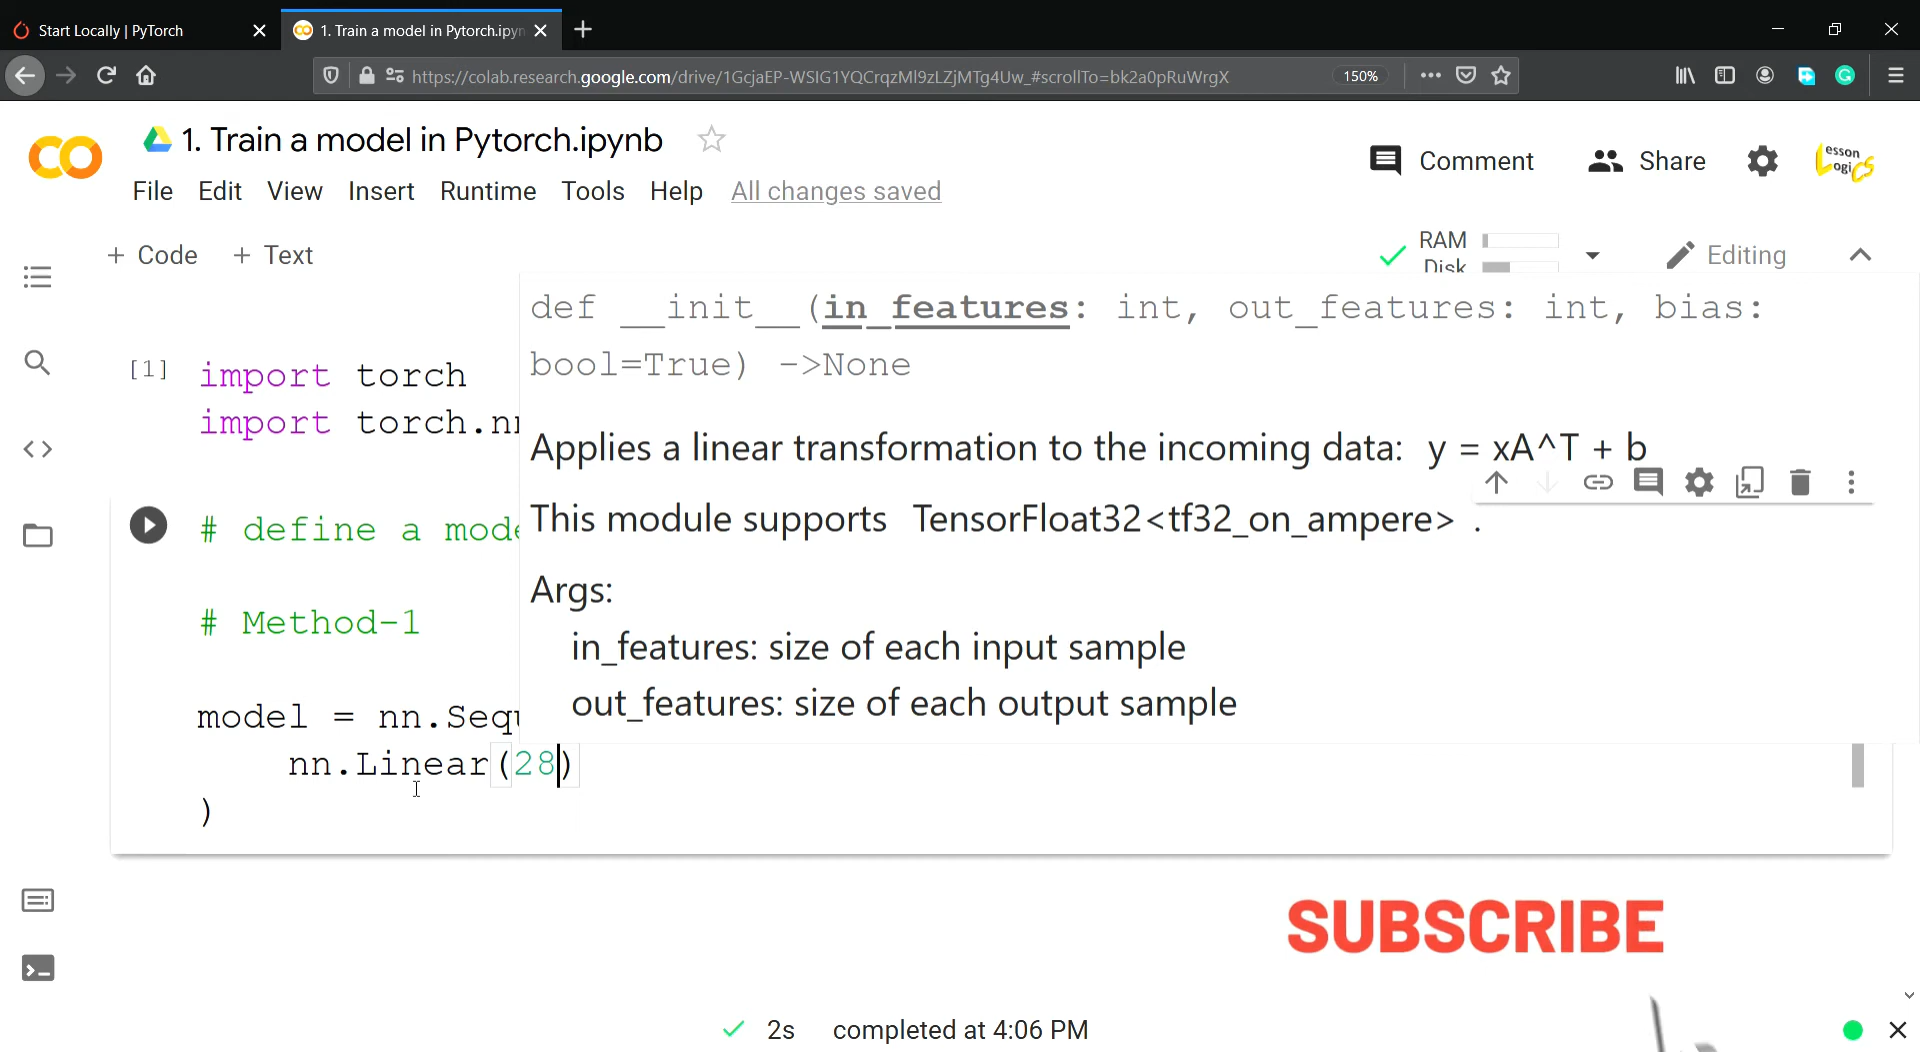 Start Locally | PyTorch
1. Train a model in Pytorch.ipyn
https://colab.research.google.com/drive/1GcjaEP-WSIG1YQCrqzMl9zLZjMTg4Uw_#scrollTo=bk2a0pRuWrgX
150%
1. Train a model in Pytorch.ipynb
Comment
Share
esson
Logics
File Edit View Insert Runtime Tools Help All changes saved
+ Code + Text
RAM
Disk
Editing
def __init__(in_features: int, out_features: int, bias:
bool=True) ->None
[1] import torch
import torch.nn
Applies a linear transformation to the incoming data: y = xA^T + b
This module supports TensorFloat32<tf32_on_ampere> .
# define a mode
Args:
in_features: size of each input sample
out_features: size of each output sample
# Method-1
model = nn.Sequ
nn.Linear(28)
)
SUBSCRIBE
2s completed at 4:06 PM